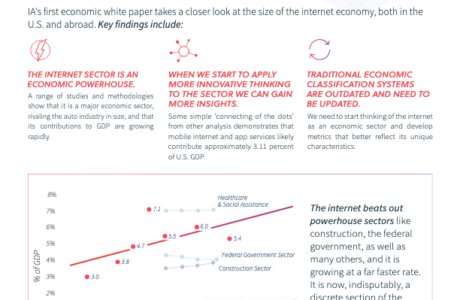 IA's first economic white paper takes a closer look at the size of the internet economy, both in the
U.S. and abroad. Key findings include:
THE INTERNET SECTOR IS AN
ECONOMIC POWERHOUSE.
A range of studies and methodologies
show that it is a major economic sector,
rivaling the auto industry in size, and that
its contributions to GDP are growing
rapidly.
WHEN WE START TO APPLY
MORE INNOVATIVE THINKING
TO THE SECTOR WE CAN GAIN
MORE INSIGHTS.
Some simple 'connecting of the dots'
from other analysis demonstrates that
mobile internet and app services likely
contribute approximately 3.11 percent
of U.S. GDP.
TRADITIONAL ECONOMIC
CLASSIFICATION SYSTEMS
ARE OUTDATED AND NEED TO
BE UPDATED.
We need to start thinking of the internet
as an economic sector and develop
metrics that better reflect its unique
characteristics.
% of GDP
8%
7%
6%
5%
4%
3%
2%
3.0
3.8
4.7
7.1
5.5
6.0
5.4
Healthcare
& Social Assistance
Federal Government Sector
Construction Sector
The internet beats out
powerhouse sectors like
construction, the federal
government, as well as
many others, and it is
growing at a far faster rate.
It is now, indisputably, a
discrete section of the